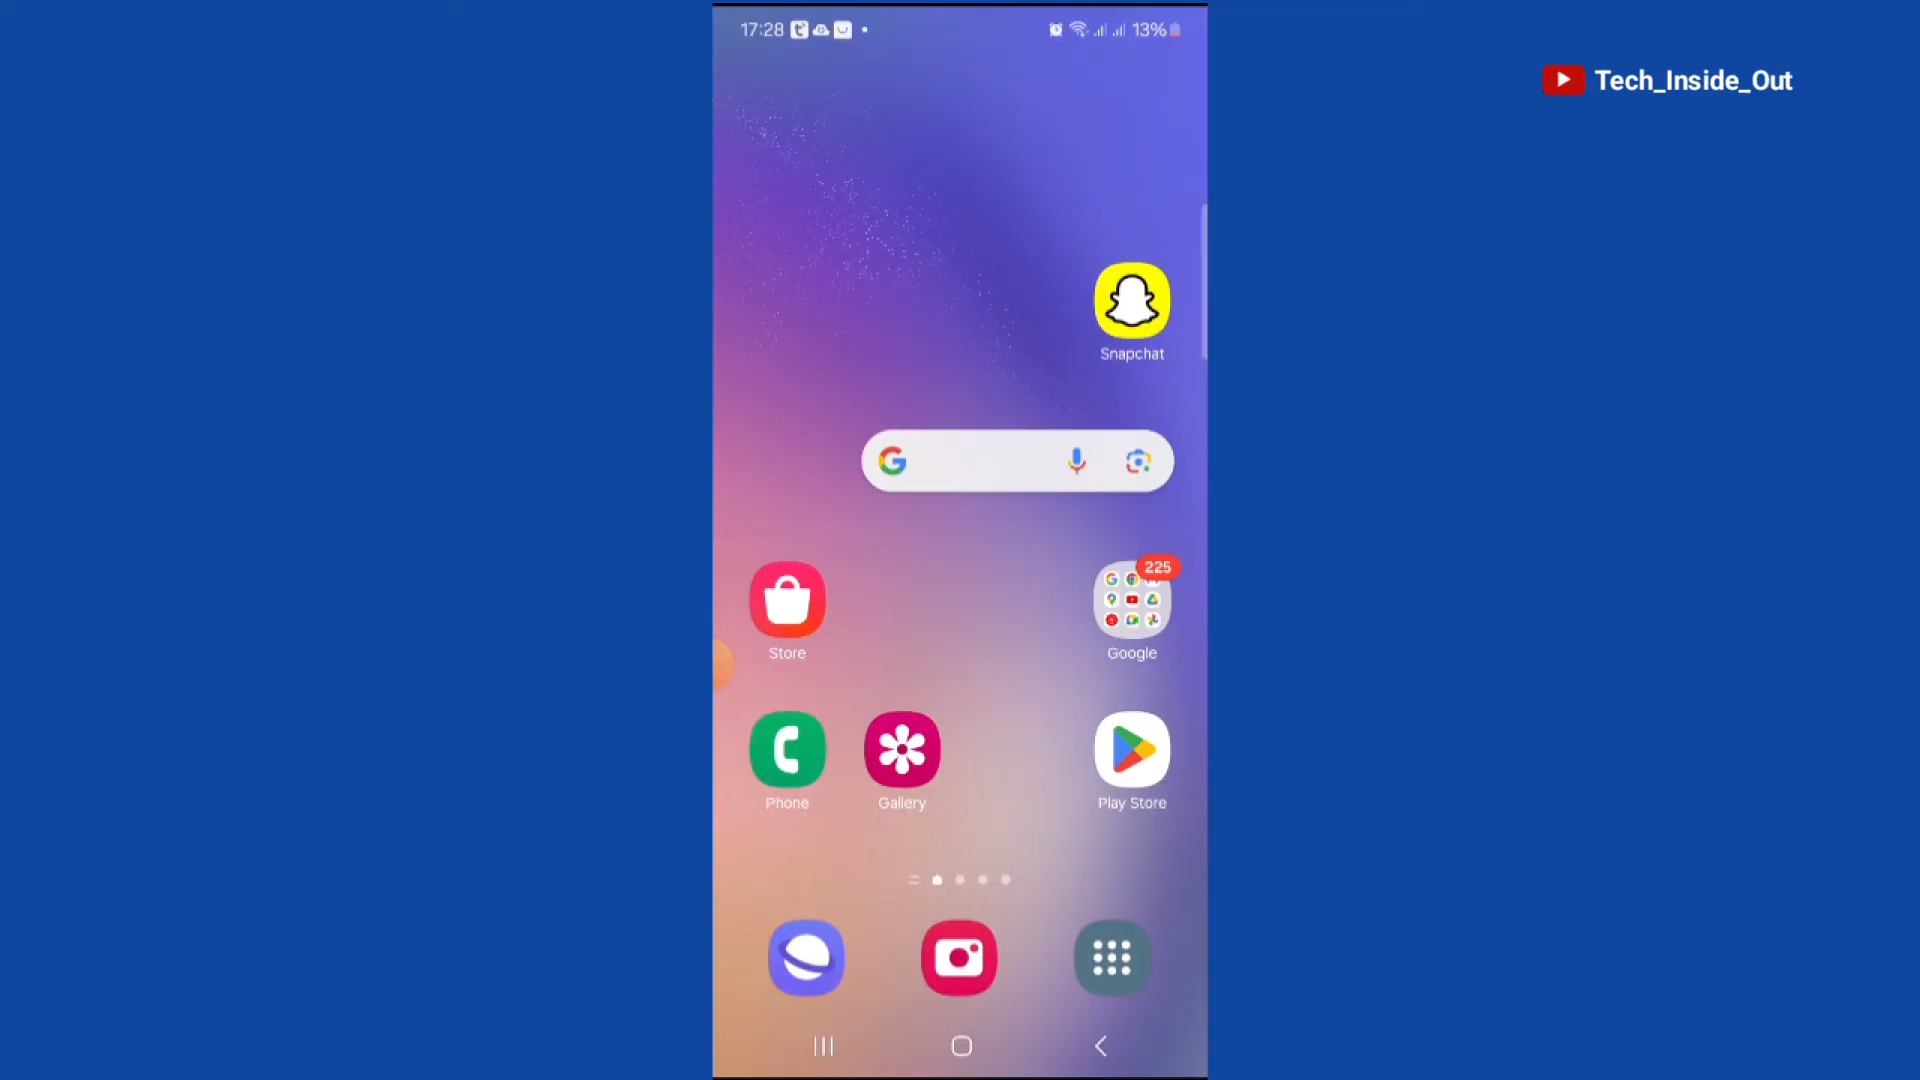 17:28
13%
Tech_Inside_Out
Snapchat
225
Store
Google
Phone
Gallery
Play Store